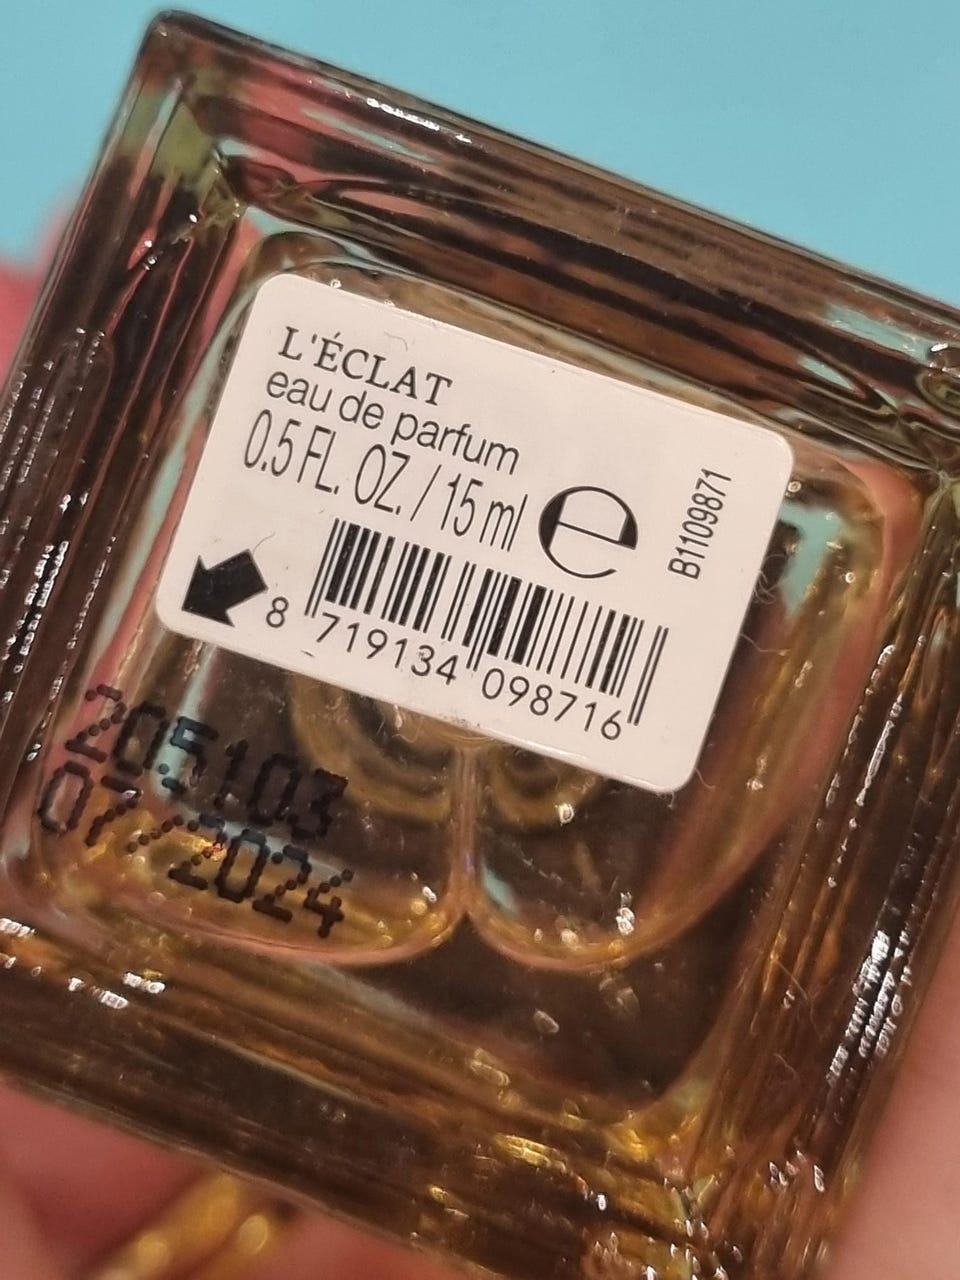 L'ÉCLAT
eau de parfum
0.5 FL. OZ. / 15 ml e
B1109871
8 719134 098716
205103
07/2024